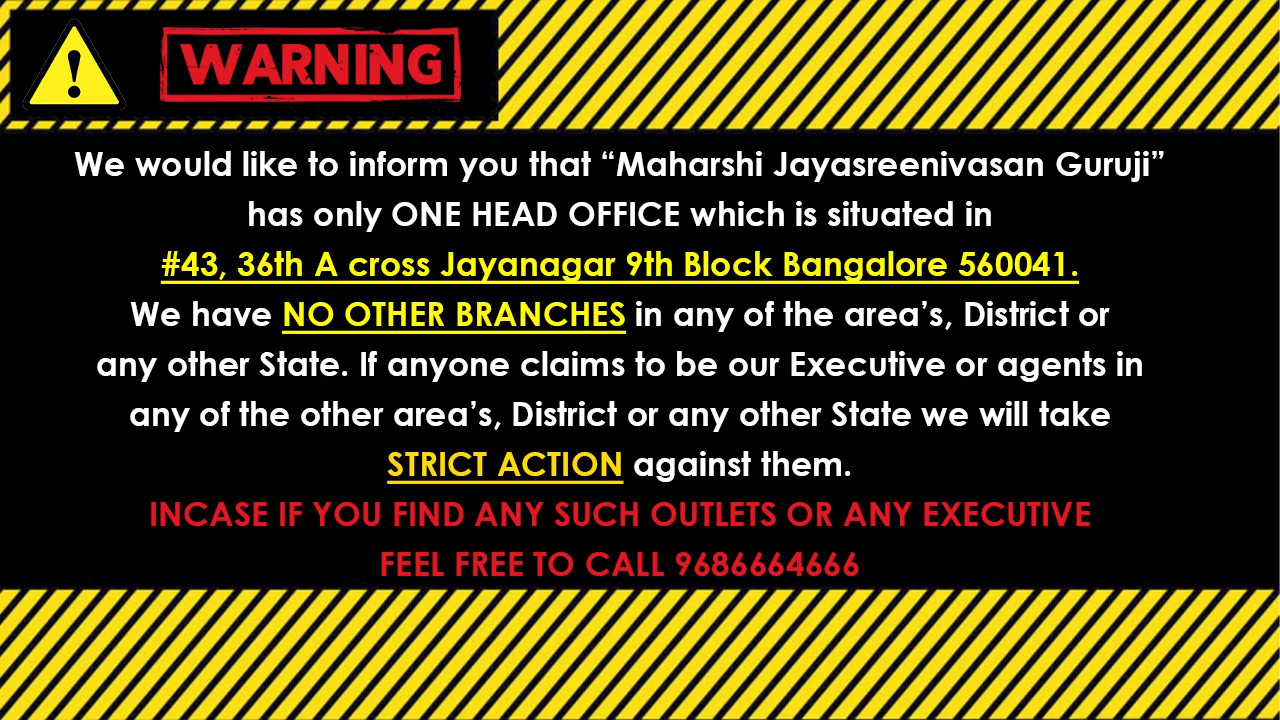 WARNING
We would like to inform you that “Maharshi Jayasreenivasan Guruji”
has only ONE HEAD OFFICE which is situated in
#43, 36th A cross Jayanagar 9th Block Bangalore 560041.
We have NO OTHER BRANCHES in any of the area’s, District or
any other State. If anyone claims to be our Executive or agents in
any of the other area’s, District or any other State we will take
STRICT ACTION against them.
INCASE IF YOU FIND ANY SUCH OUTLETS OR ANY EXECUTIVE
FEEL FREE TO CALL 9686664666